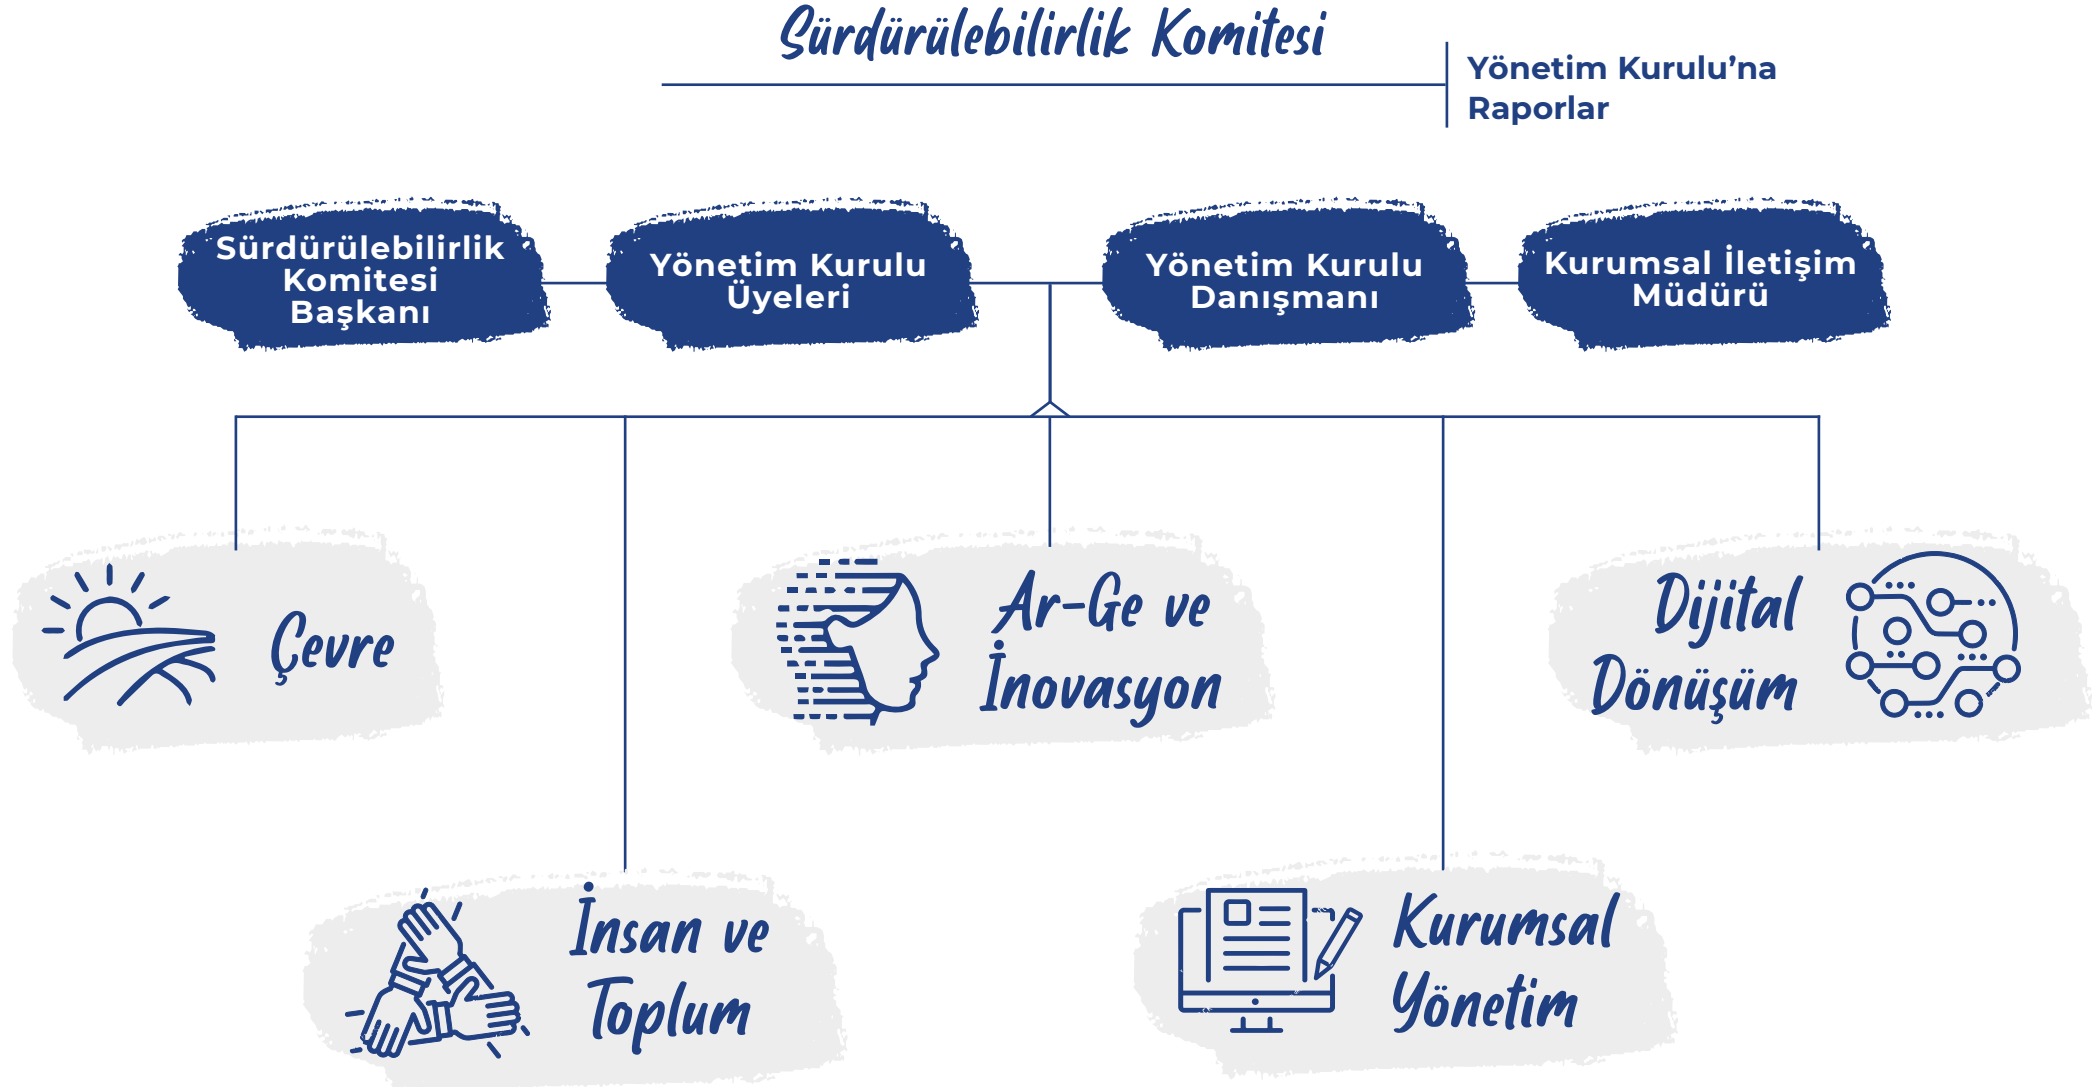 Sürdürülebilirlik Komitesi
Yönetim Kurulu’na
Raporlar
Sürdürülebilirlik
Komitesi
Başkanı
Yönetim Kurulu
Üyeleri
Yönetim Kurulu
Danışmanı
Kurumsal İletişim
Müdürü
Çevre
Ar-Ge ve
İnovasyon
Dijital
Dönüşüm
İnsan ve
Toplum
Kurumsal
Yönetim